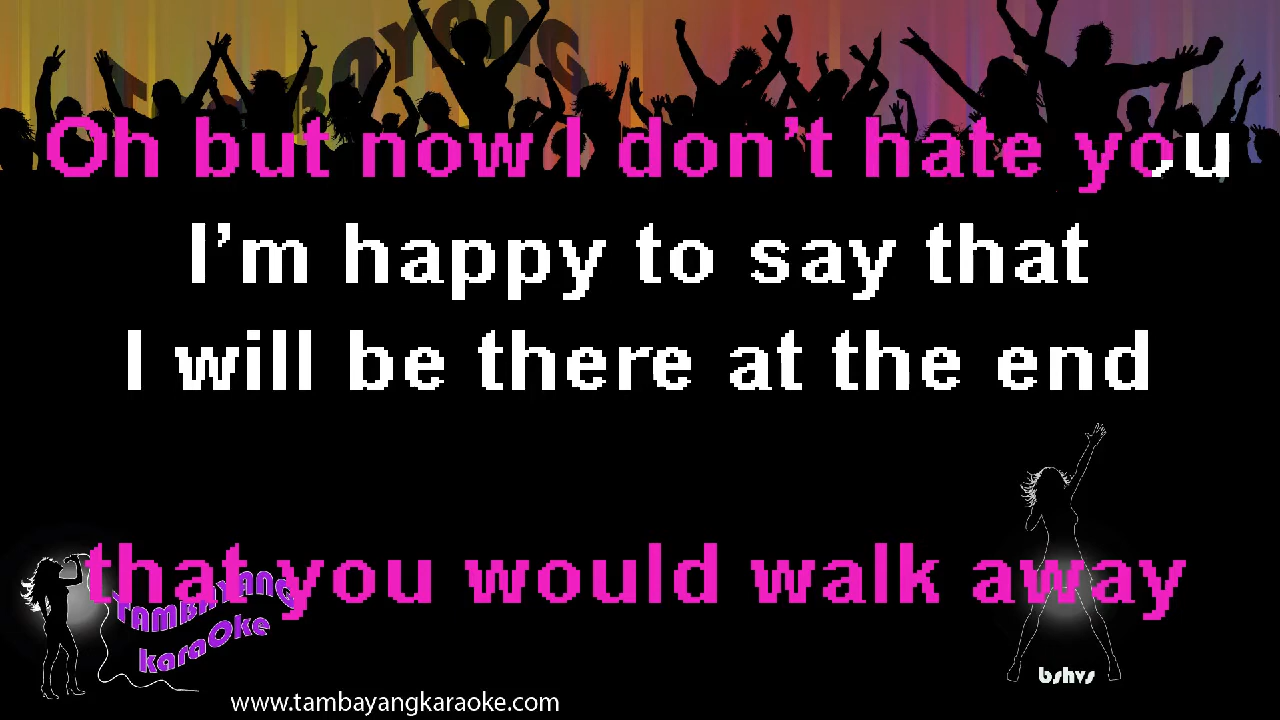 TAMBAYANG
Oh but now I don’t hate you
I’m happy to say that
I will be there at the end
that you would walk away
TAMBAYANG
karaOke
bshvs
www.tambayangkaraoke.com